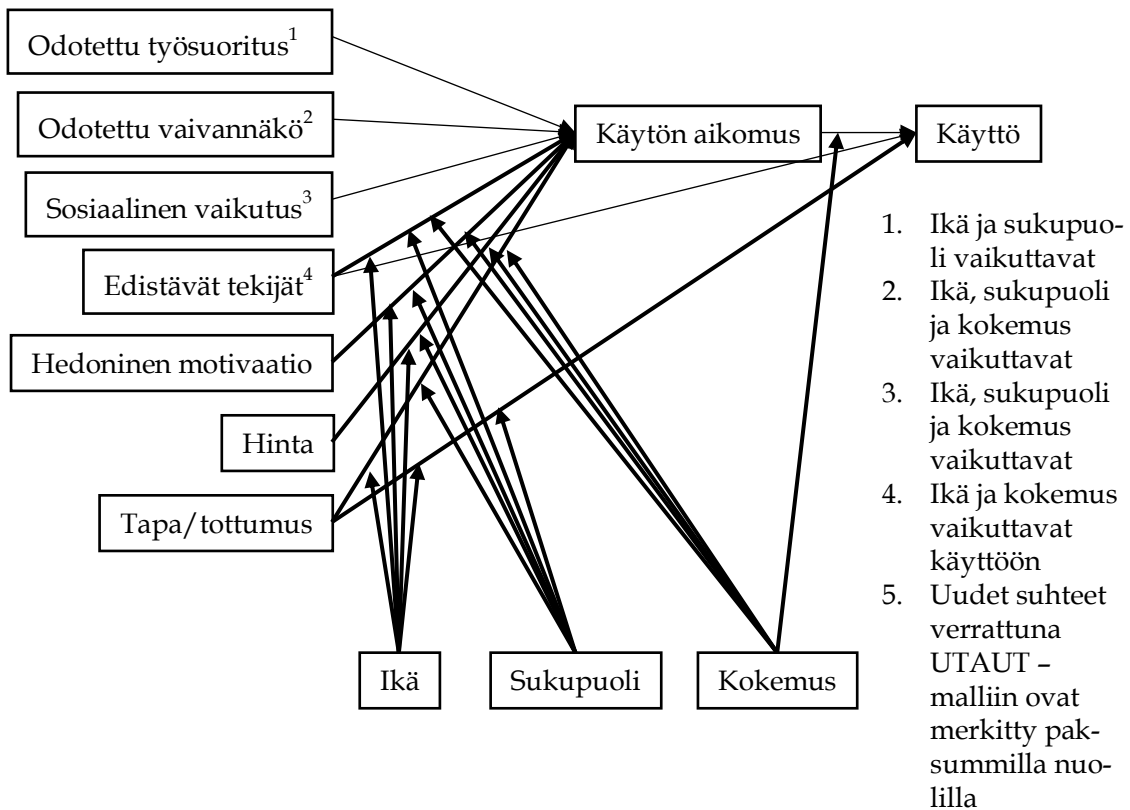 Odotettu työsuoritus¹
Odotettu vaivannäkö²
Käytön aikomus
Käyttö
Sosiaalinen vaikutus³
Edistävät tekijät⁴
Hedoninen motivaatio
Hinta
Tapa/tottumus
Ikä
Sukupuoli
Kokemus
1. Ikä ja sukupuo-
li vaikuttavat
2. Ikä, sukupuoli
ja kokemus
vaikuttavat
3. Ikä, sukupuoli
ja kokemus
vaikuttavat
4. Ikä ja kokemus
vaikuttavat
käyttöön
5. Uudet suhteet
verrattuna
UTAUT –
malliin ovat
merkitty pak-
summilla nuo-
lilla